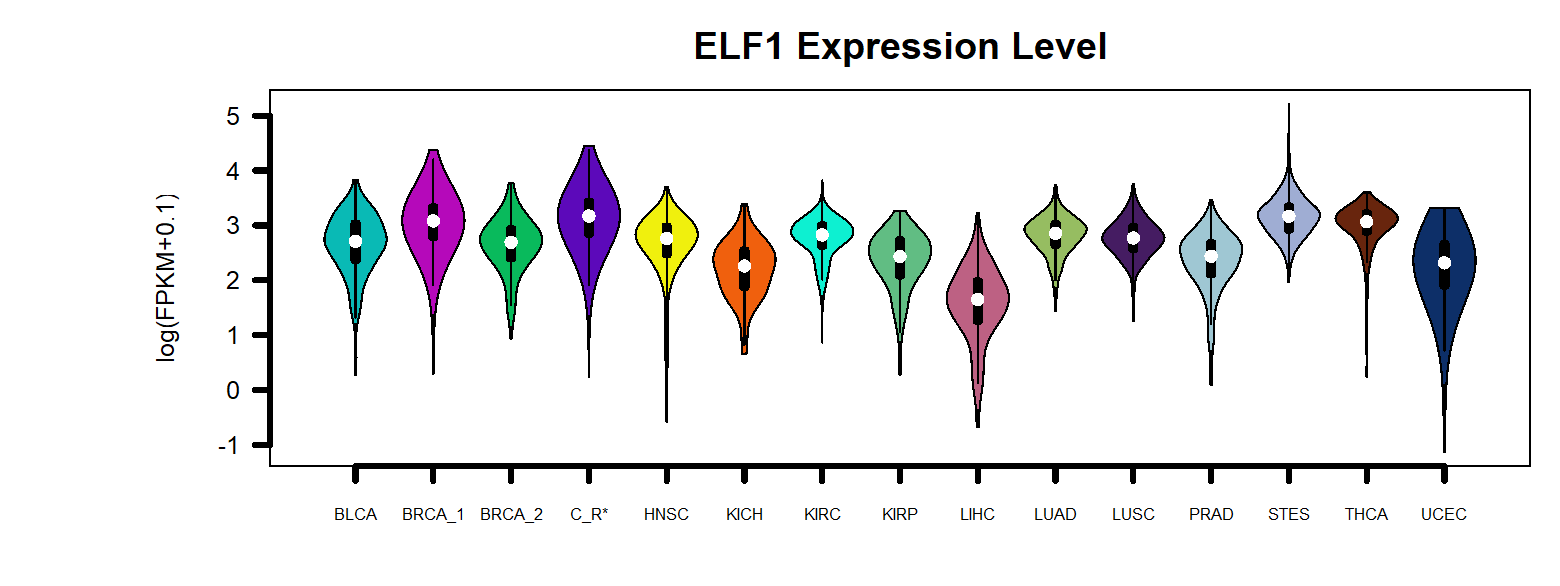 ELF1 Expression Level
log(FPKM+0.1)
5
4
3
2
1
0
-1
BLCA BRCA_1 BRCA_2 C_R* HNSC KICH KIRC KIRP LIHC LUAD LUSC PRAD STES THCA UCEC